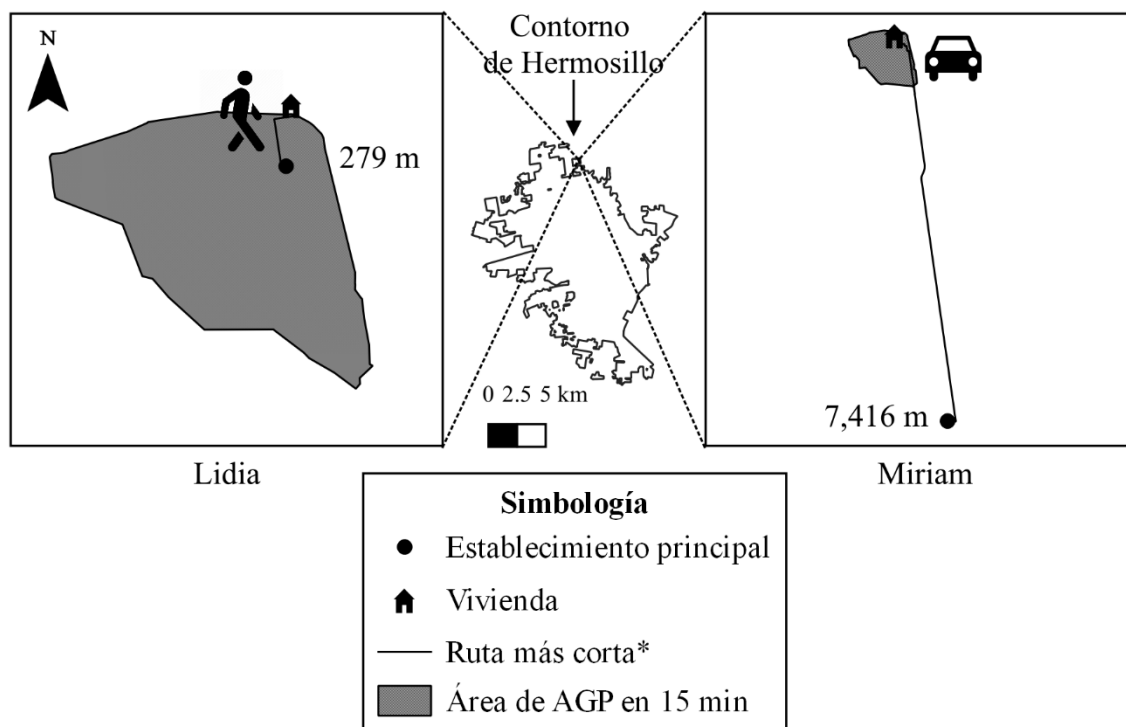 N
279 m
Lidia
Contorno
de Hermosillo
0 2.5 5 km
7,416 m
Miriam
Simbología
Establecimiento principal
Vivienda
Ruta más corta*
Área de AGP en 15 min